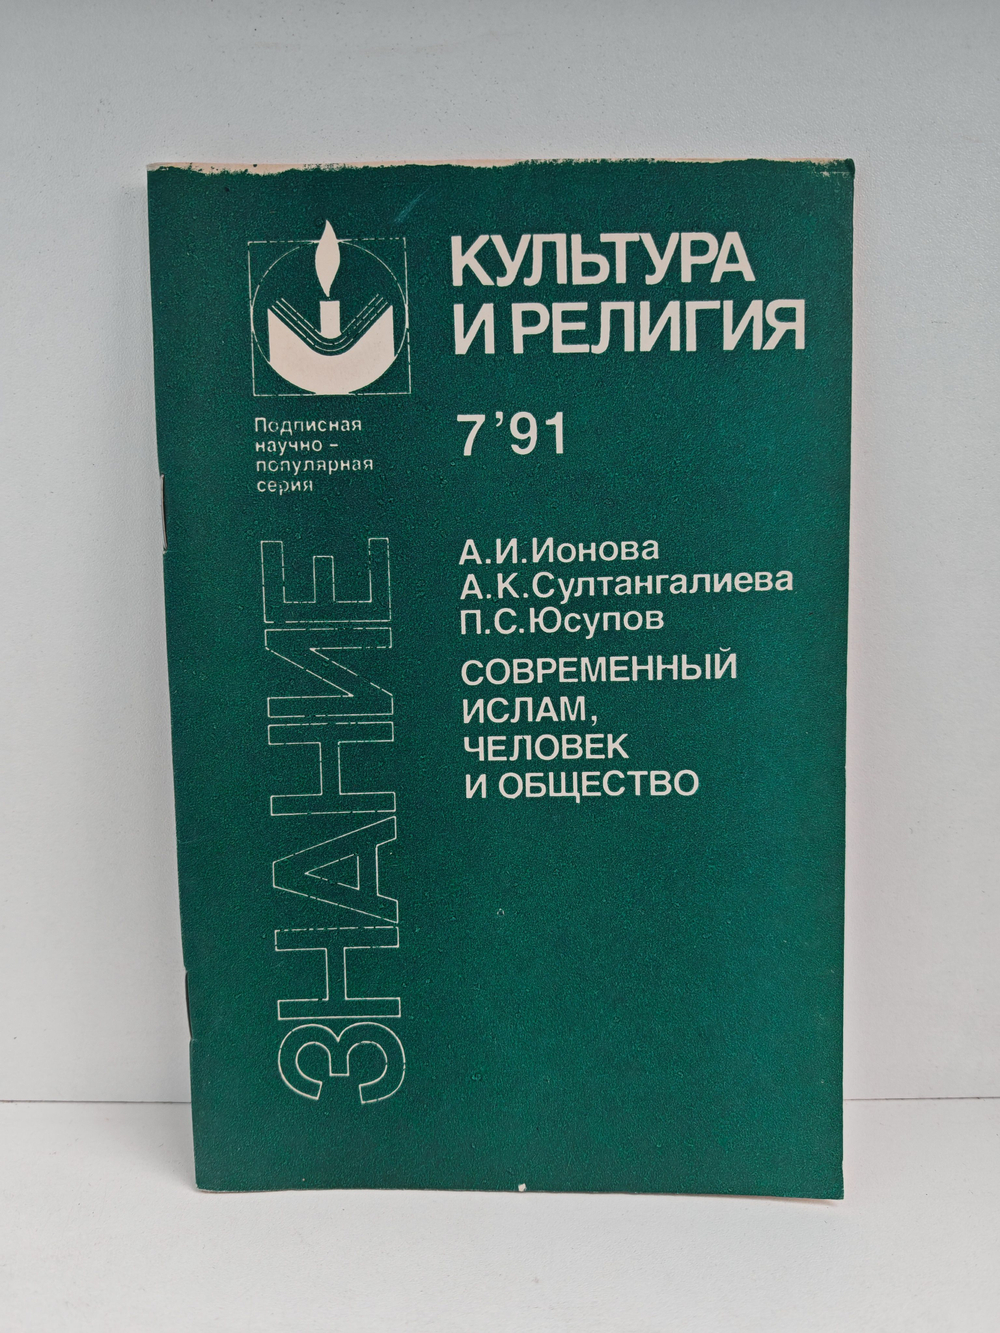 КУЛЬТУРА
И РЕЛИГИЯ
7'91
Подписная
научно-
популярная
серия
ЗНАНИЕ
А.И.Ионова
А.К.Султангалиева
П.С.Юсупов
СОВРЕМЕННЫЙ
ИСЛАМ,
ЧЕЛОВЕК
И ОБЩЕСТВО